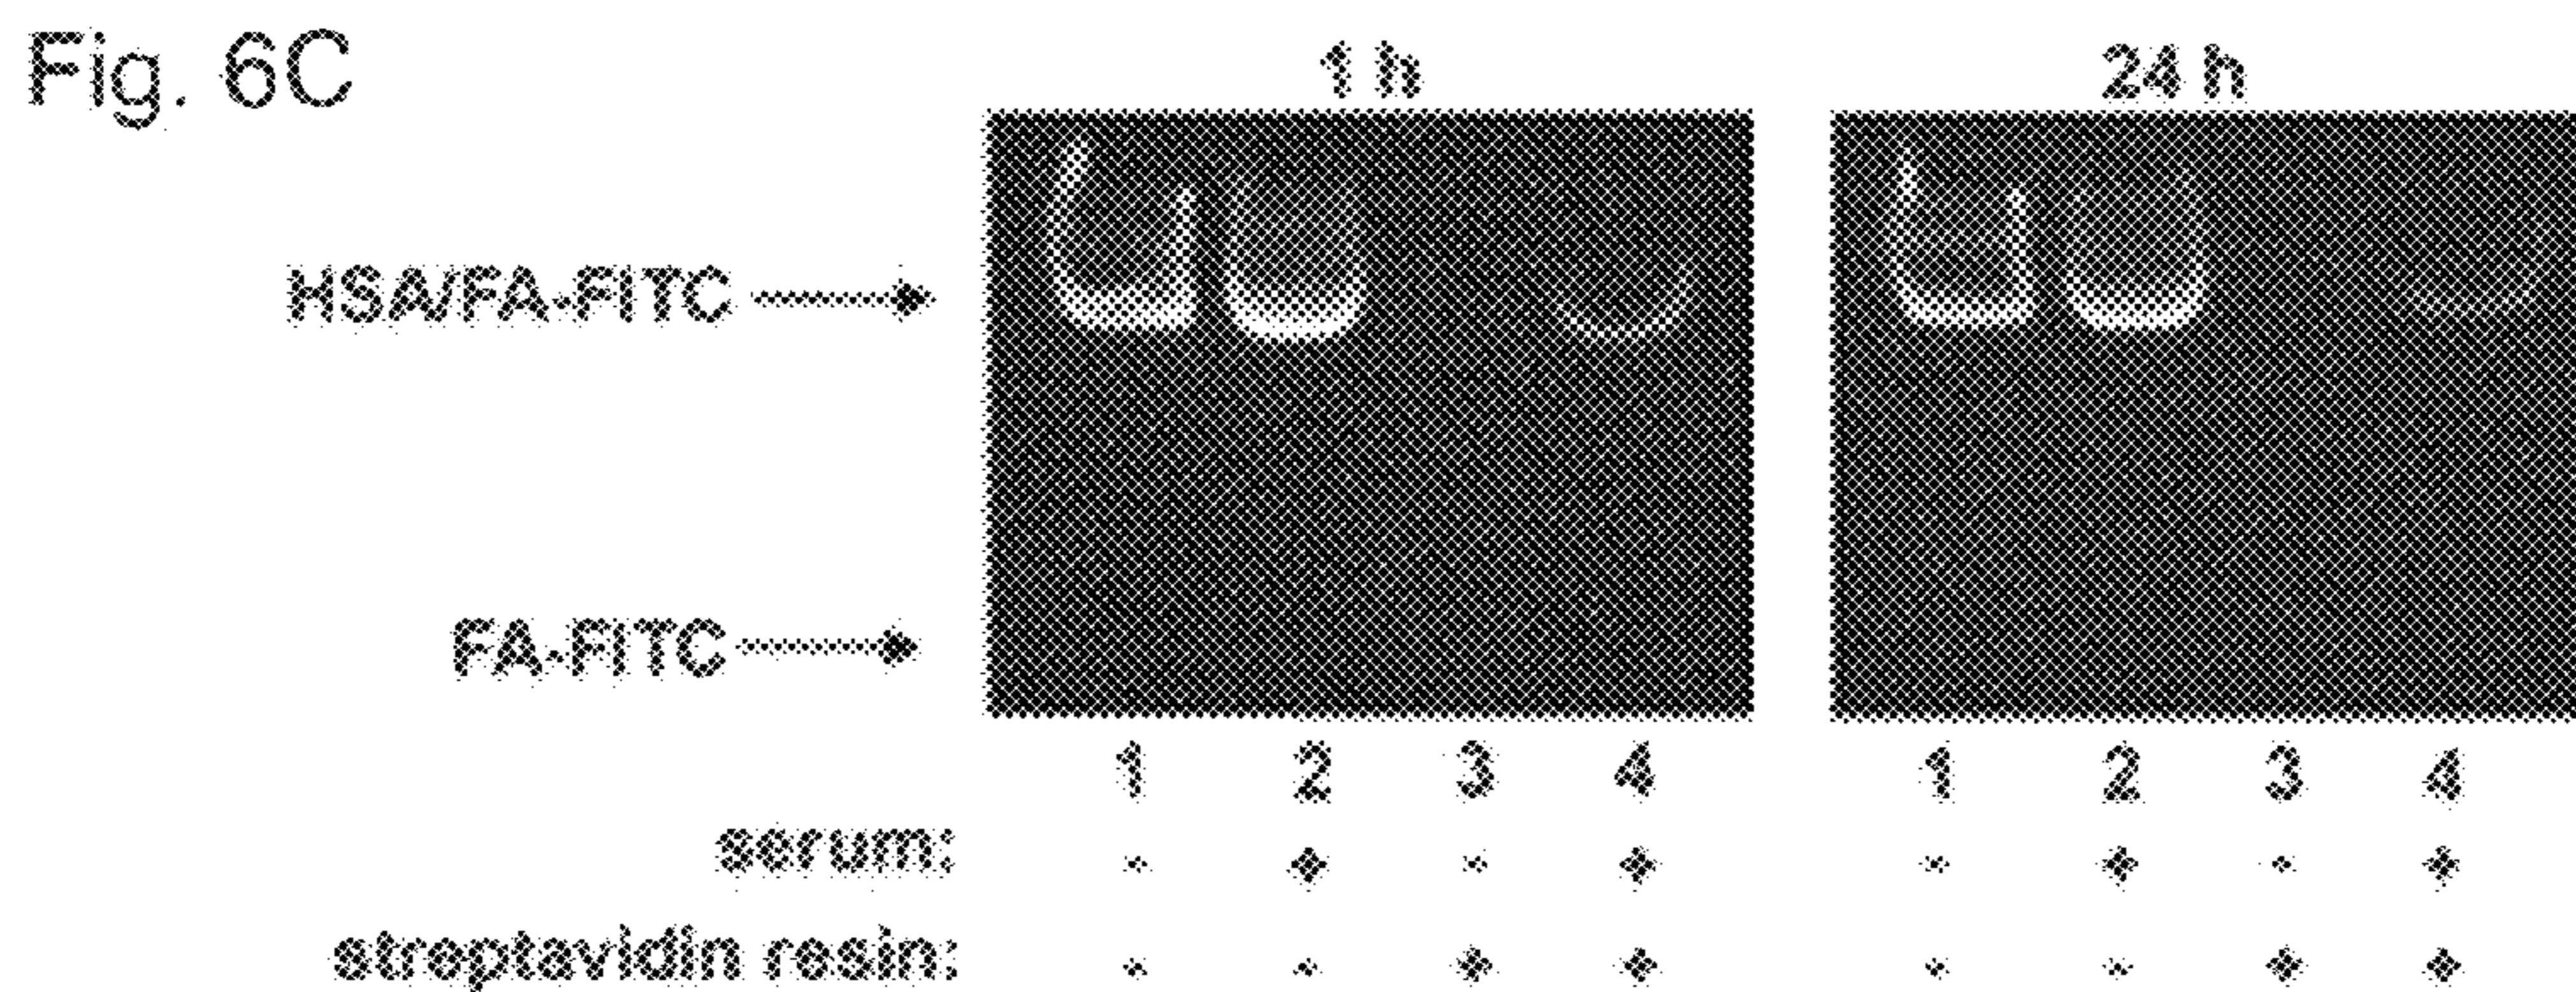 Fig. 6C
1 h 24 h
HSA/FA-FITC
FA-FITC
1 2 3 4 1 2 3 4
serum: - + - + - + - +
streptavidin resin: - - + + - - + +